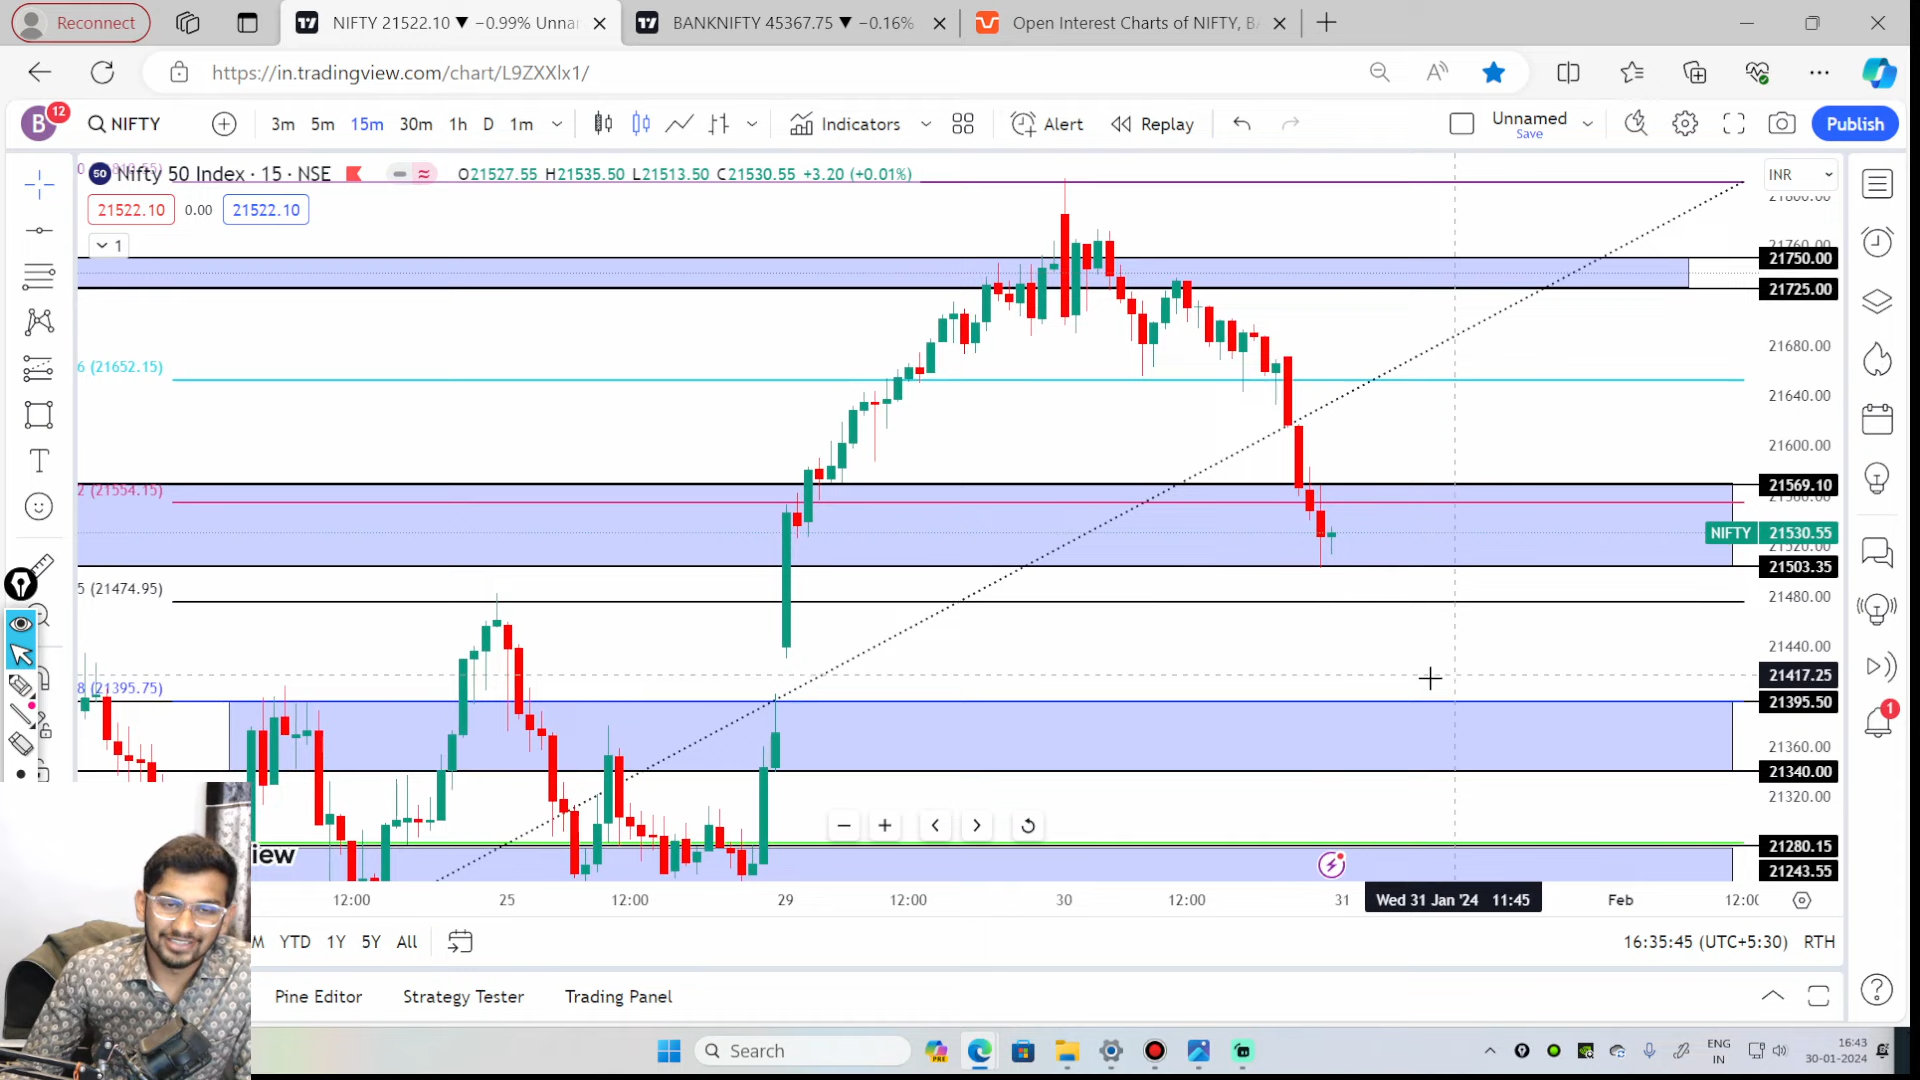 Reconnect
NIFTY 21522.10 ▼ −0.99% Unna
BANKNIFTY 45367.75 ▼ −0.16%
Open Interest Charts of NIFTY, B
https://in.tradingview.com/chart/L9ZXXlx1/
B 12
NIFTY
3m 5m 15m 30m 1h D 1m
Indicators
Alert
Replay
Unnamed
Save
Publish
50 Nifty 50 Index · 15 · NSE
O21527.55 H21535.50 L21513.50 C21530.55 +3.20 (+0.01%)
INR
21522.10 0.00 21522.10
1
21800.00
21760.00
21750.00
21725.00
21680.00
6 (21652.15)
21640.00
21600.00
21569.10
2 (21554.15)
21560.00
NIFTY 21530.55
21520.00
21503.35
5 (21474.95)
21480.00
21440.00
21417.25
8 (21395.75)
21395.50
21360.00
21340.00
21320.00
21280.15
iew
21243.55
12:00 25 12:00 29 12:00 30 12:00 31 Wed 31 Jan '24 11:45 Feb 12:00
M YTD 1Y 5Y All
16:35:45 (UTC+5:30) RTH
Pine Editor Strategy Tester Trading Panel
Search
PRE
ENG
IN
16:43
30-01-2024
1